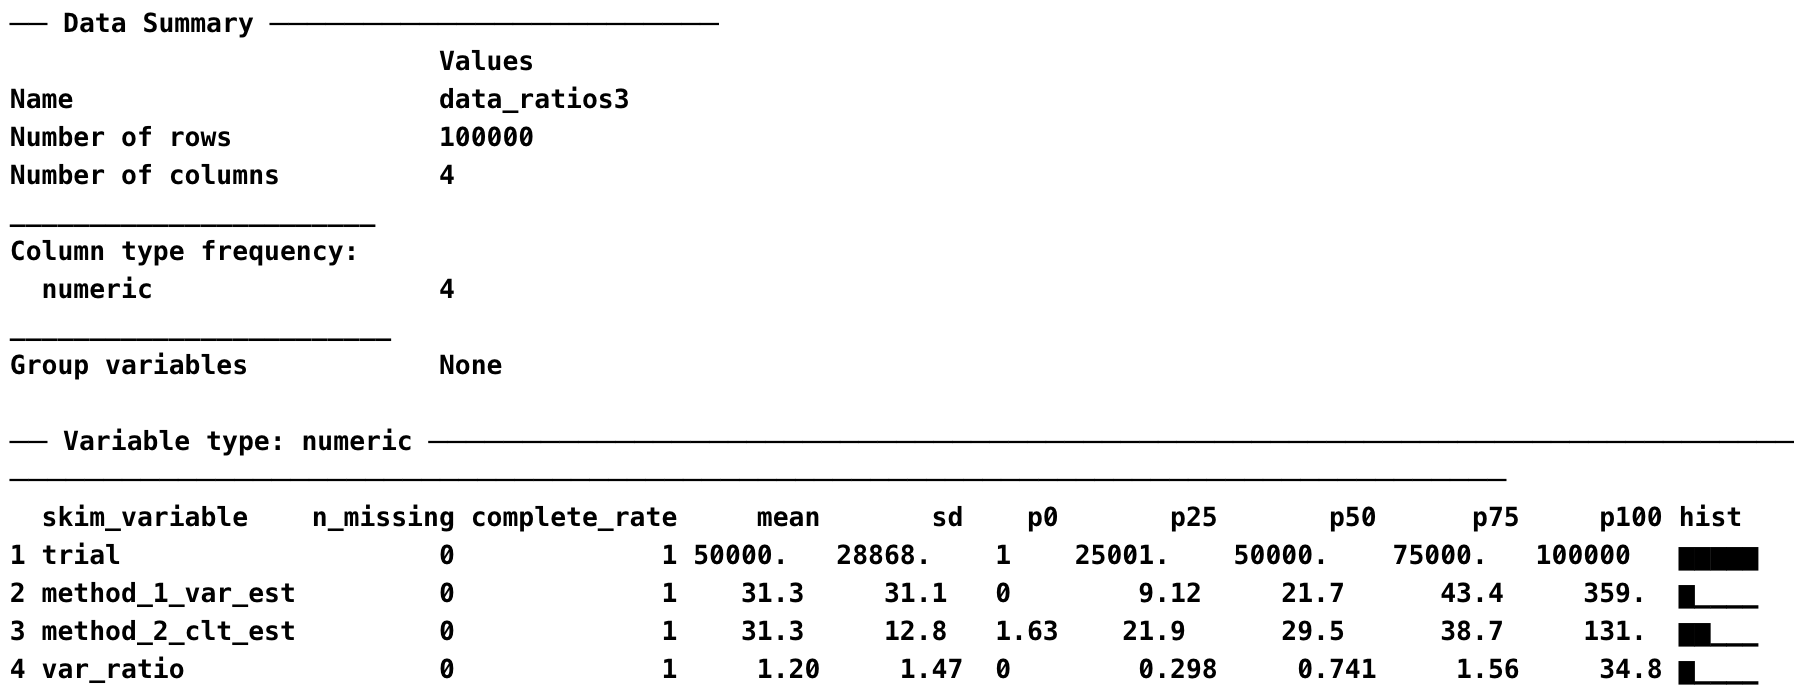 ── Data Summary ────────────────────────────
                           Values
Name                       data_ratios3
Number of rows             100000
Number of columns          4
_______________________
Column type frequency:
  numeric                  4
________________________
Group variables            None
── Variable type: numeric ──────────────────────────────────────────────────────────────────────────────────────
──────────────────────────────────────────────────────────────────────────────────────────────
  skim_variable    n_missing complete_rate     mean       sd    p0       p25       p50      p75     p100 hist
1 trial                    0             1 50000.   28868.    1    25001.    50000.    75000.   100000   ▇▇▇▇▇
2 method_1_var_est         0             1    31.3     31.1   0        9.12     21.7      43.4     359.  ▇▁▁▁▁
3 method_2_clt_est         0             1    31.3     12.8   1.63    21.9      29.5      38.7     131.  ▇▇▁▁▁
4 var_ratio                0             1     1.20     1.47  0        0.298     0.741     1.56     34.8 ▇▁▁▁▁